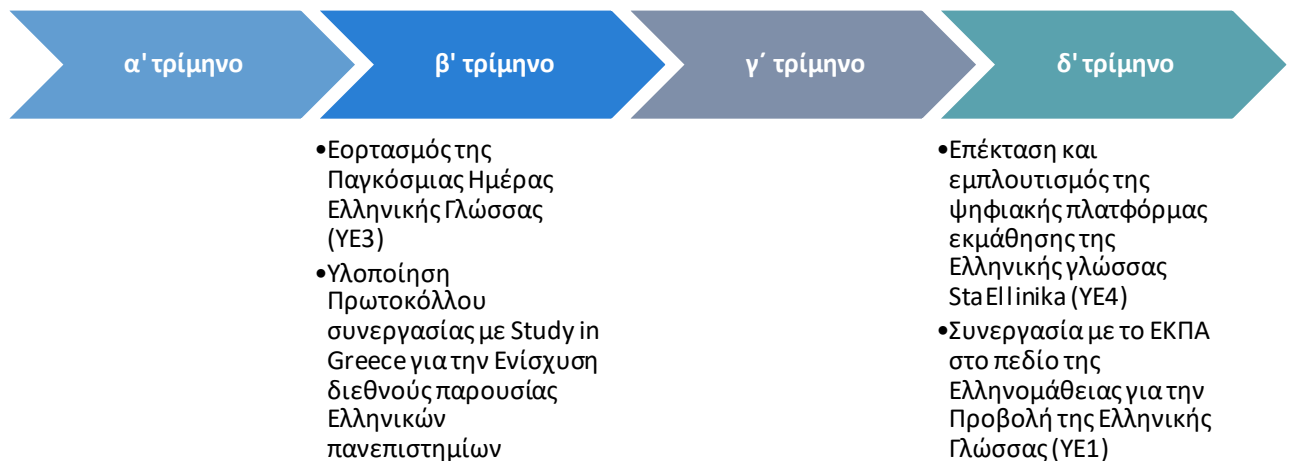 α' τρίμηνο
β' τρίμηνο
γ΄ τρίμηνο
δ' τρίμηνο
•Εορτασμός της
Παγκόσμιας Ημέρας
Ελληνικής Γλώσσας
(ΥΕ3)
•Υλοποίηση
Πρωτοκόλλου
συνεργασίας με Study in
Greece για την Ενίσχυση
διεθνούς παρουσίας
Ελληνικών
πανεπιστημίων
•Επέκταση και
εμπλουτισμός της
ψηφιακής πλατφόρμας
εκμάθησης της
Ελληνικής γλώσσας
StaEllinika (ΥΕ4)
•Συνεργασία με το ΕΚΠΑ
στο πεδίο της
Ελληνομάθειας για την
Προβολή της Ελληνικής
Γλώσσας (ΥΕ1)